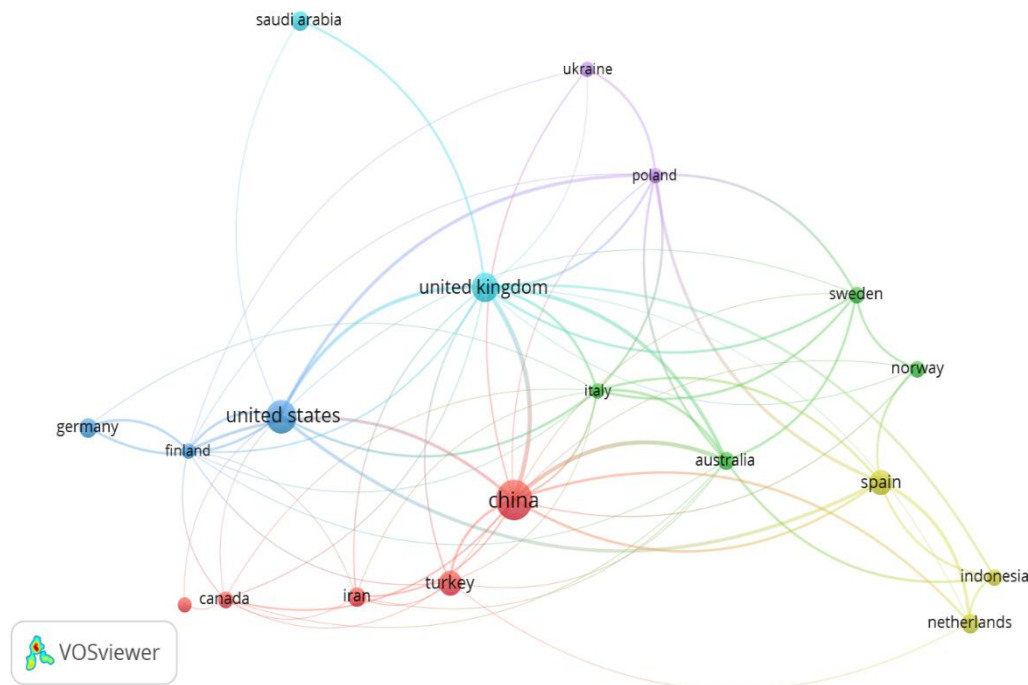 saudi arabia
ukraine
poland
united kingdom
sweden
norway
italy
united states
germany
finland
australia
spain
china
indonesia
turkey
iran
canada
netherlands
VOSviewer